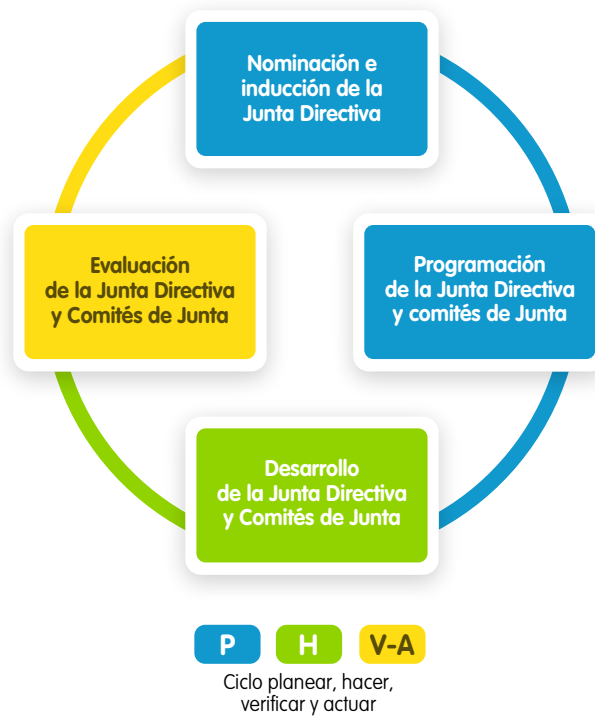 Nominación e
inducción de la
Junta Directiva
Evaluación
de la Junta Directiva
y Comités de Junta
Programación
de la Junta Directiva
y comités de Junta
Desarrollo
de la Junta Directiva
y Comités de Junta
P
H
V-A
Ciclo planear, hacer,
verificar y actuar